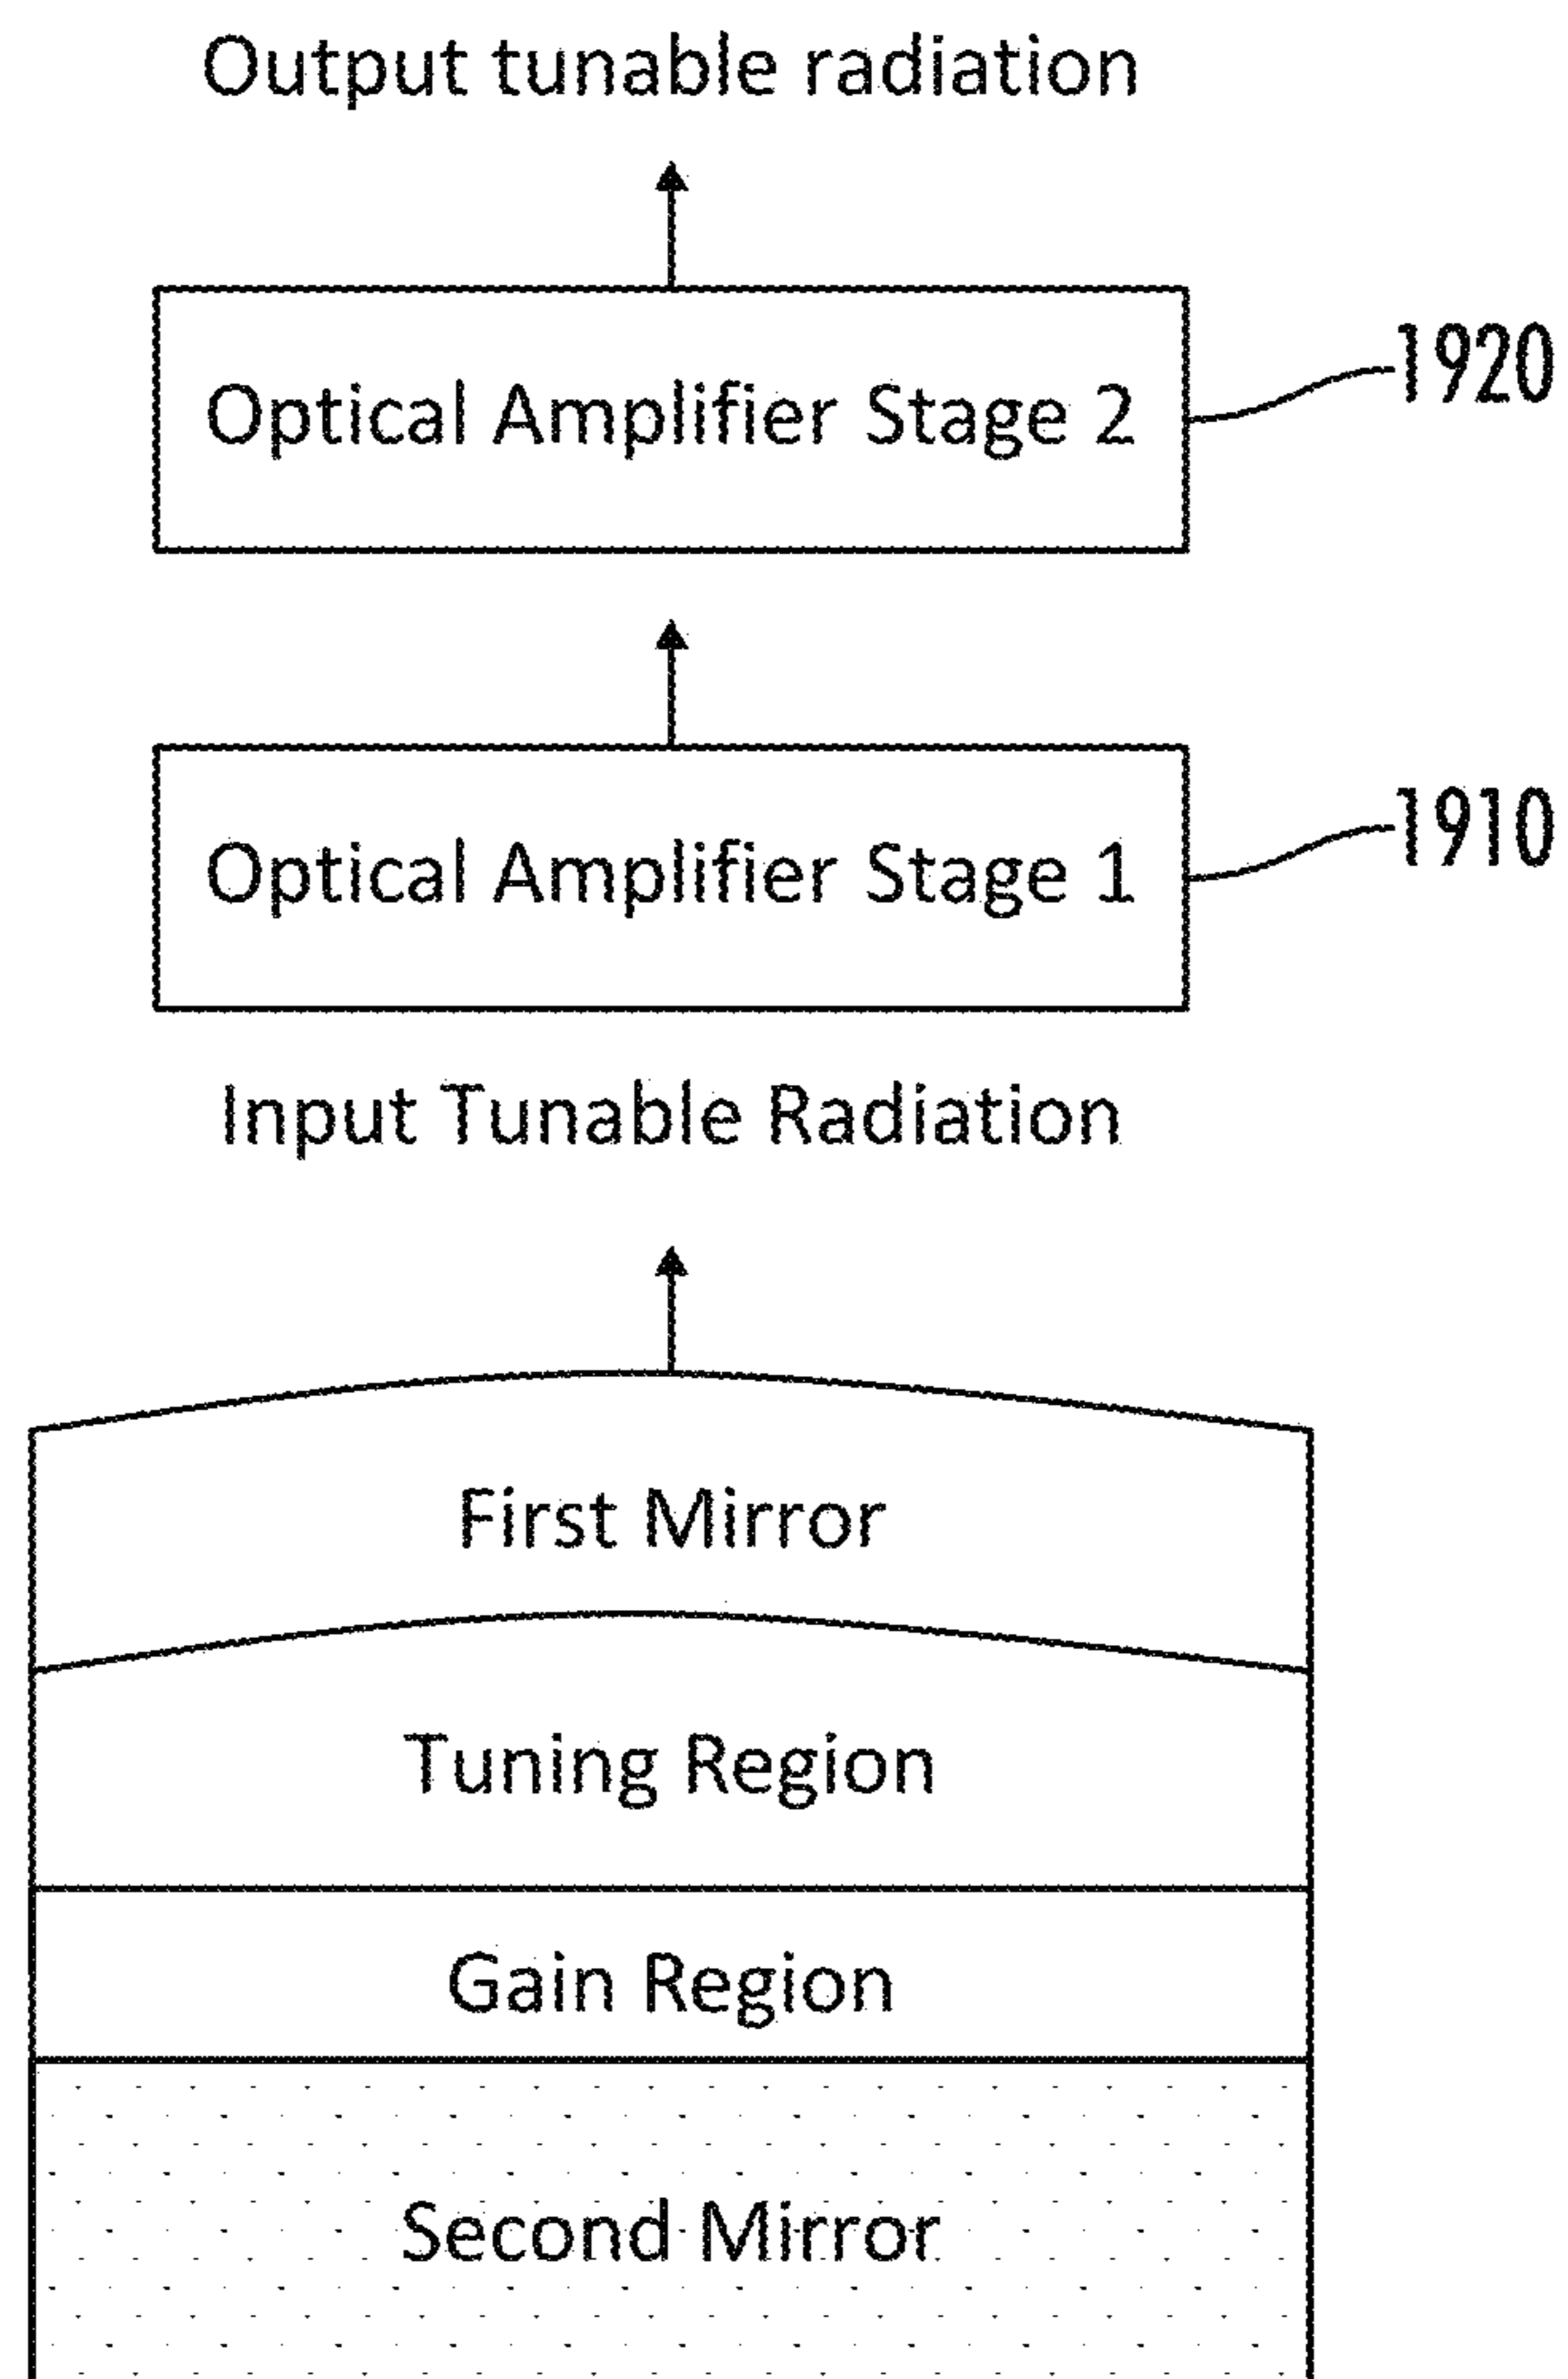 Output tunable radiation
Optical Amplifier Stage 2
1920
Optical Amplifier Stage 1
1910
Input Tunable Radiation
First Mirror
Tuning Region
Gain Region
Second Mirror